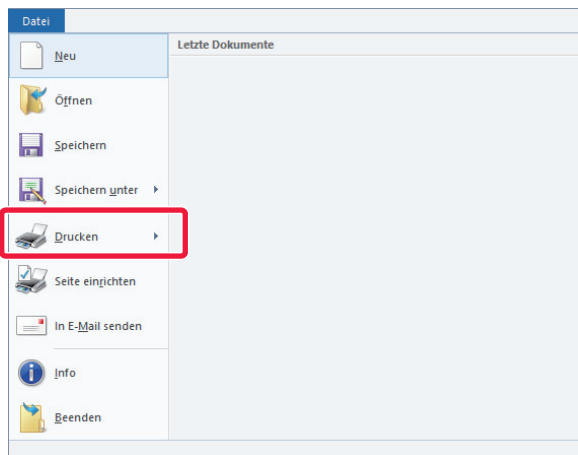 Datei
Letzte Dokumente
Neu
Öffnen
Speichern
Speichern unter
Drucken
Seite einrichten
In E-Mail senden
Info
Beenden